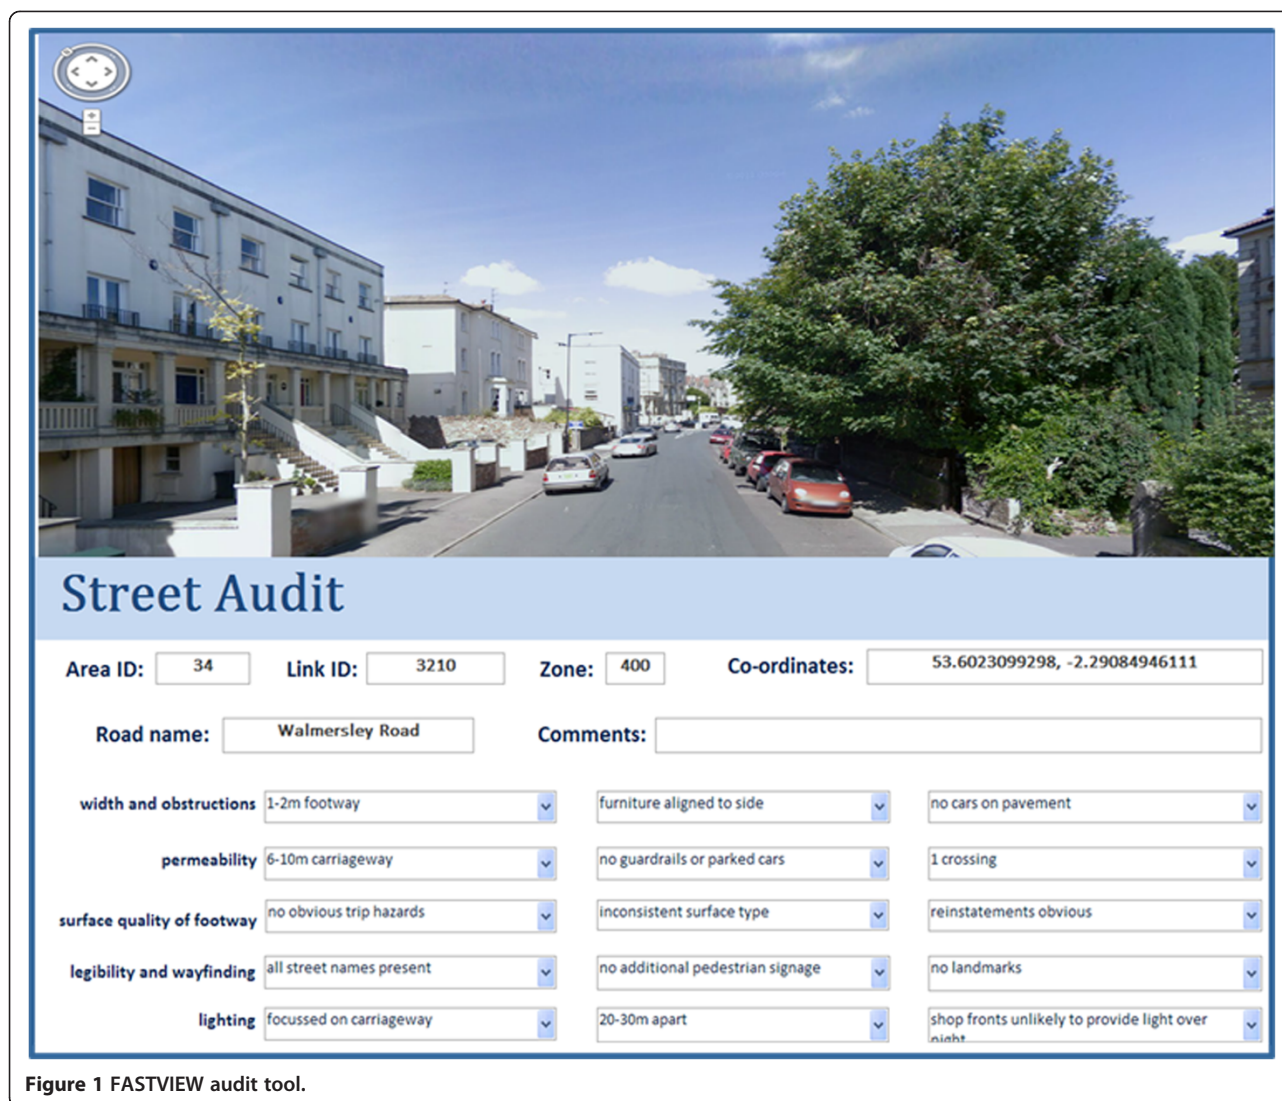 Street Audit
Area ID: 34 Link ID: 3210 Zone: 400 Co-ordinates: 53.6023099298, -2.29084946111
Road name: Walmersley Road Comments:
width and obstructions 1-2m footway furniture aligned to side no cars on pavement
permeability 6-10m carriageway no guardrails or parked cars 1 crossing
surface quality of footway no obvious trip hazards inconsistent surface type reinstatements obvious
legibility and wayfinding all street names present no additional pedestrian signage no landmarks
lighting focussed on carriageway 20-30m apart shop fronts unlikely to provide light over
night
Figure 1 FASTVIEW audit tool.